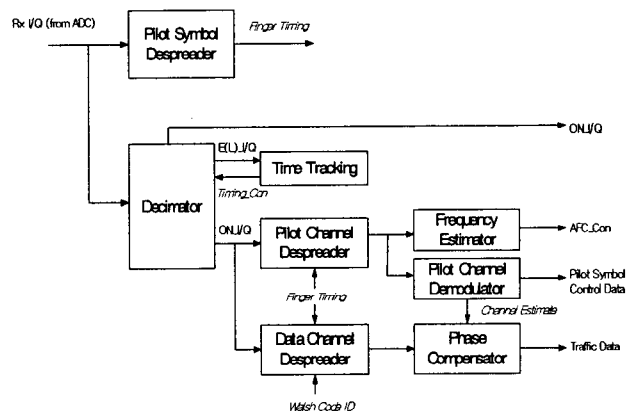 Rx I/Q (from ADC)
Pilot Symbol
Despreader
Finger Timing
ON_I/Q
E(L)_I/Q
Time Tracking
Timing_Con
Decimator
ON_I/Q
Pilot Channel
Despreader
Frequency
Estimator
AFC_Con
Pilot Channel
Demodulator
Pilot Symbol
Control Data
Finger Timing
Channel Estimate
Data Channel
Despreader
Phase
Compensator
Traffic Data
Walsh Code ID